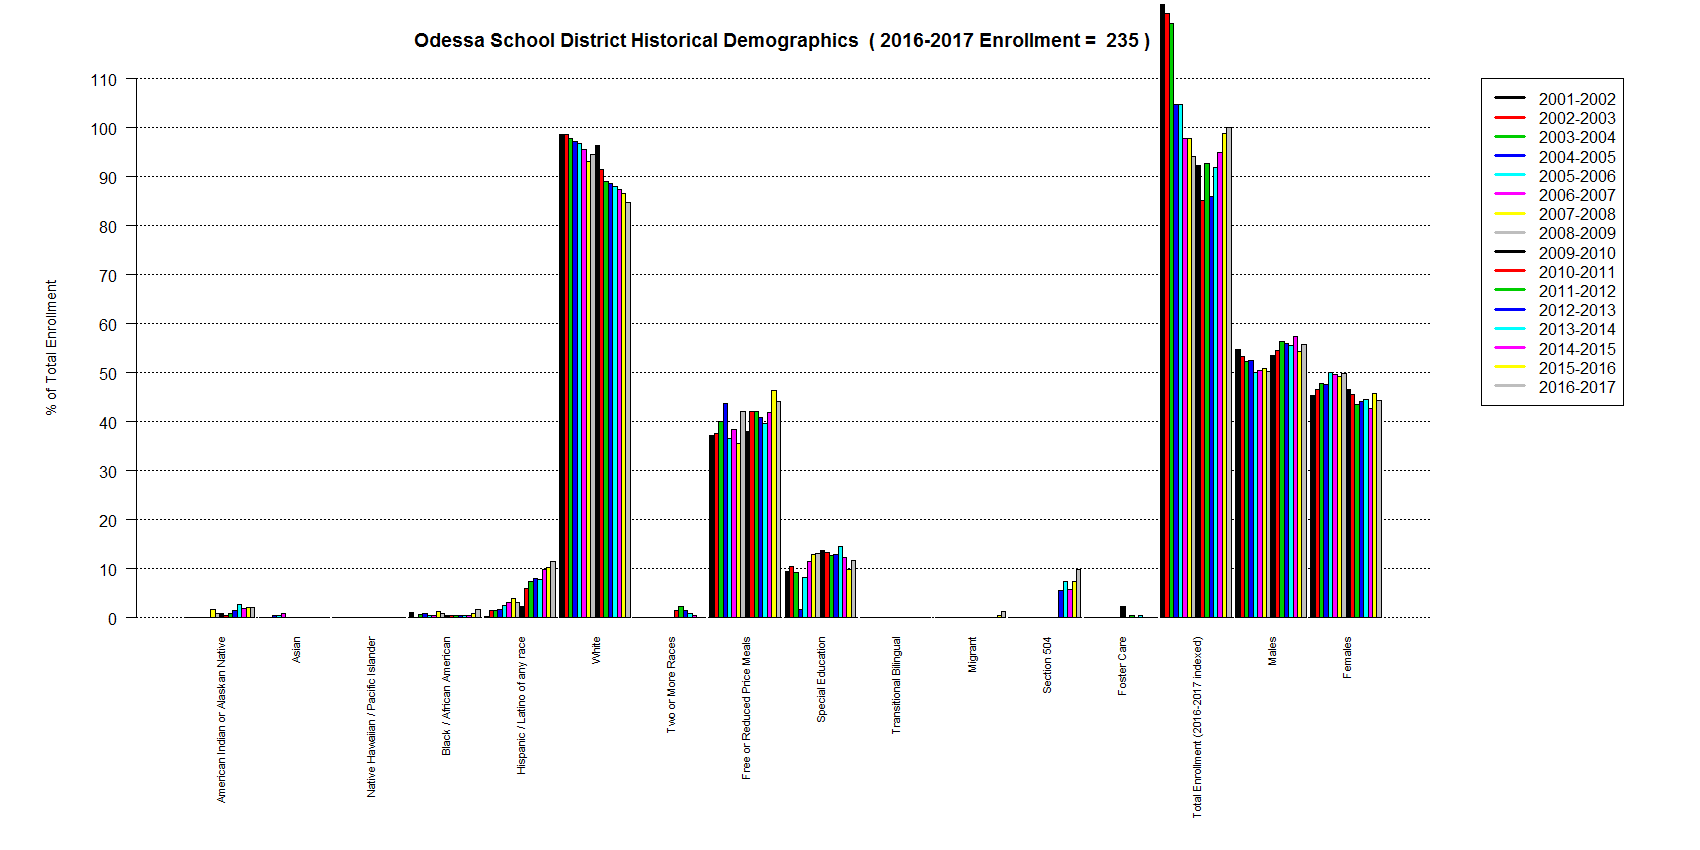 Odessa School District Historical Demographics ( 2016-2017 Enrollment = 235 )
% of Total Enrollment
110
100
90
80
70
60
50
40
30
20
10
0
American Indian or Alaskan Native
Asian
Native Hawaiian / Pacific Islander
Black / African American
Hispanic / Latino of any race
White
Two or More Races
Free or Reduced Price Meals
Special Education
Transitional Bilingual
Migrant
Section 504
Foster Care
Total Enrollment (2016-2017 indexed)
Males
Females
2001-2002
2002-2003
2003-2004
2004-2005
2005-2006
2006-2007
2007-2008
2008-2009
2009-2010
2010-2011
2011-2012
2012-2013
2013-2014
2014-2015
2015-2016
2016-2017